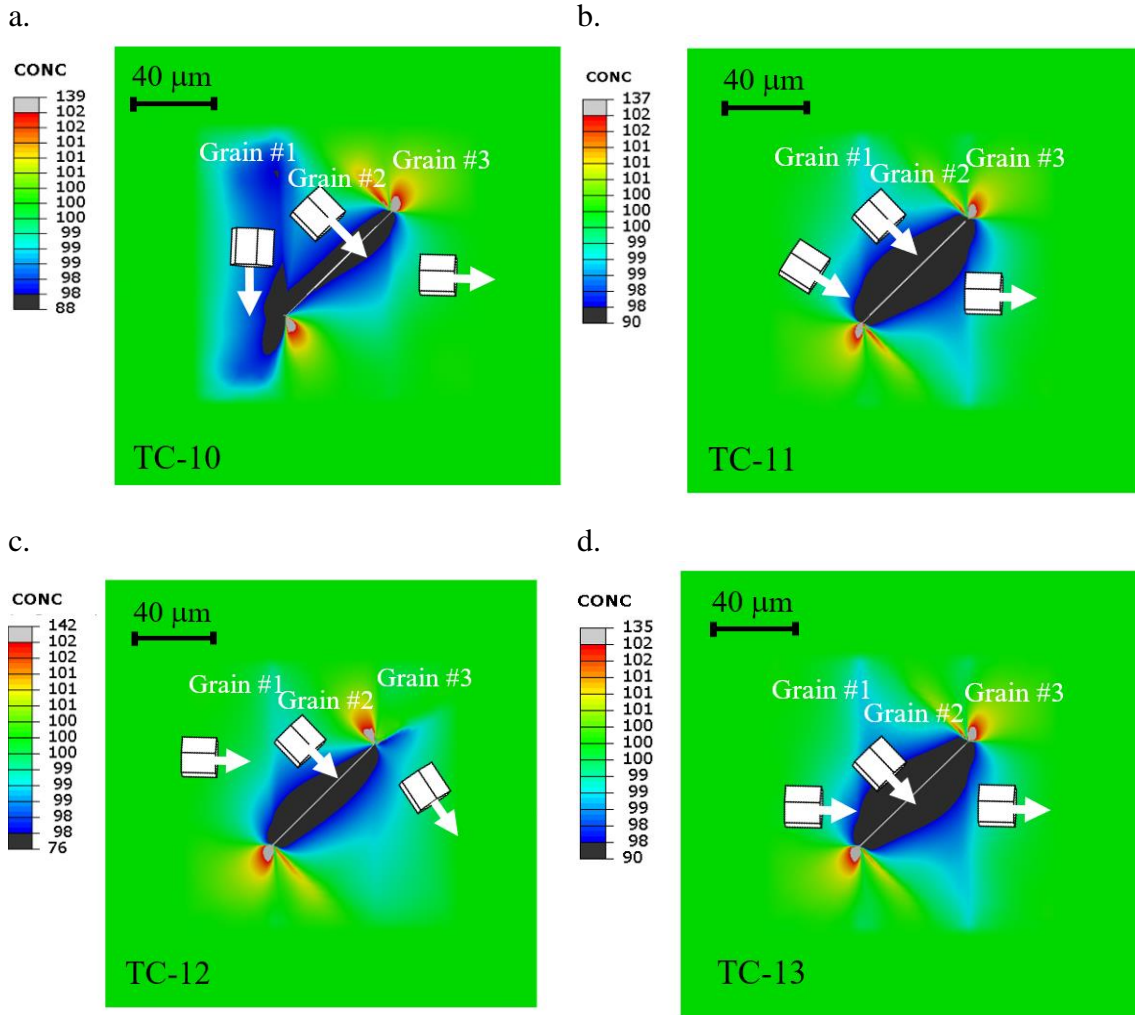 a.
CONC
139
102
102
101
101
100
100
99
99
98
98
88
40 μm
Grain #1
Grain #2
Grain #3
TC-10
b.
CONC
137
102
102
101
101
100
100
99
99
98
98
90
40 μm
Grain #1
Grain #2
Grain #3
TC-11
c.
CONC
142
102
102
101
101
100
100
99
99
98
98
76
40 μm
Grain #1
Grain #2
Grain #3
TC-12
d.
CONC
135
102
102
101
101
100
100
99
99
98
98
90
40 μm
Grain #1
Grain #2
Grain #3
TC-13